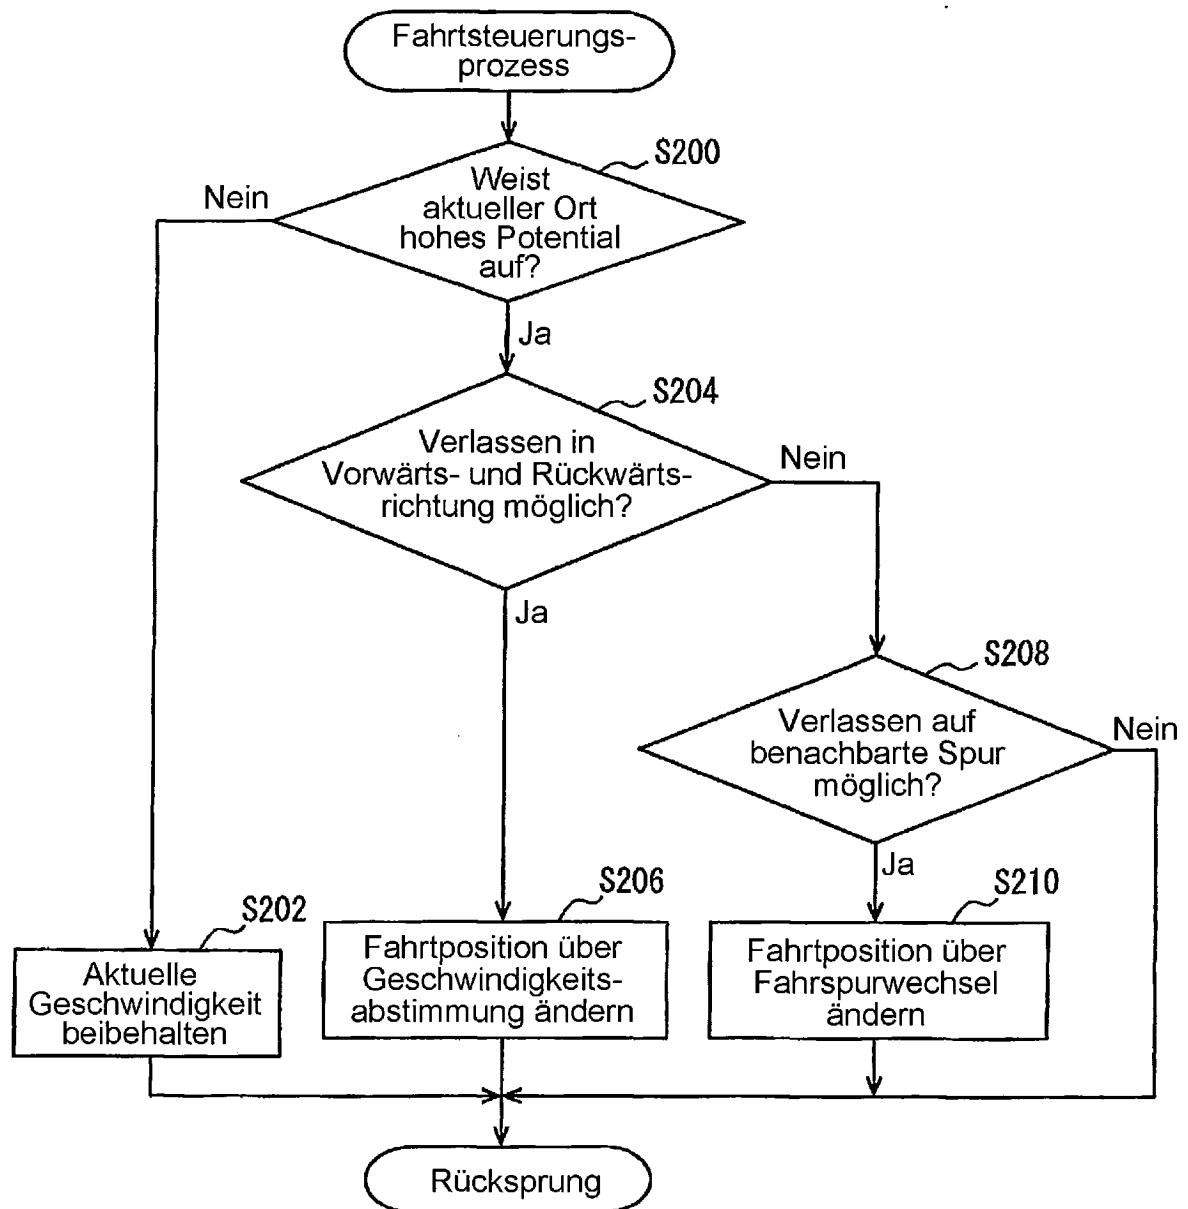 Fahrtsteuerungs-
prozess
S200
Weist
aktueller Ort
hohes Potential
auf?
Nein
Ja
S204
Verlassen in
Vorwärts- und Rückwärts-
richtung möglich?
Nein
Ja
S208
Verlassen auf
benachbarte Spur
möglich?
Nein
Ja
S202
Aktuelle
Geschwindigkeit
beibehalten
S206
Fahrtposition über
Geschwindigkeits-
abstimmung ändern
S210
Fahrtposition über
Fahrspurwechsel
ändern
Rücksprung